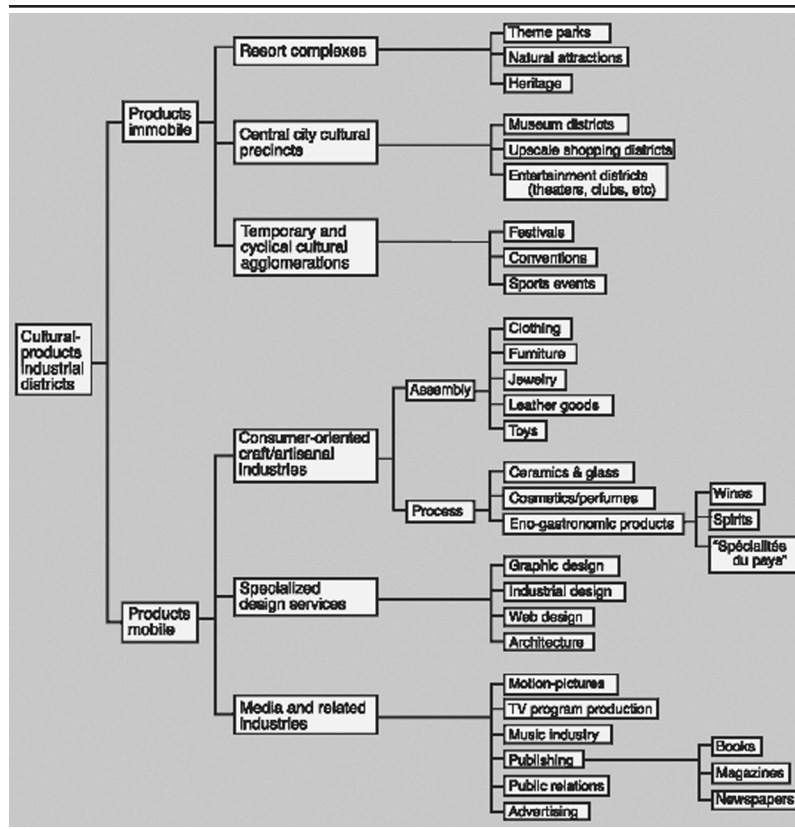 Theme parks
Resort complexes
Natural attractions
Heritage
Products
immobile
Museum districts
Central city cultural
precincts
Upscale shopping districts
Entertainment districts
(theaters, clubs, etc)
Temporary and
cyclical cultural
agglomerations
Festivals
Conventions
Sports events
Cultural-
products
industrial
districts
Clothing
Furniture
Assembly
Jewelry
Leather goods
Toys
Consumer-oriented
craft/artisanal
industries
Ceramics & glass
Process
Cosmetics/perfumes
Eno-gastronomic products
Wines
Spirits
"Spécialités
du pays"
Graphic design
Specialized
design services
Industrial design
Web design
Architecture
Products
mobile
Motion-pictures
Media and related
industries
TV program production
Music industry
Publishing
Public relations
Advertising
Books
Magazines
Newspapers